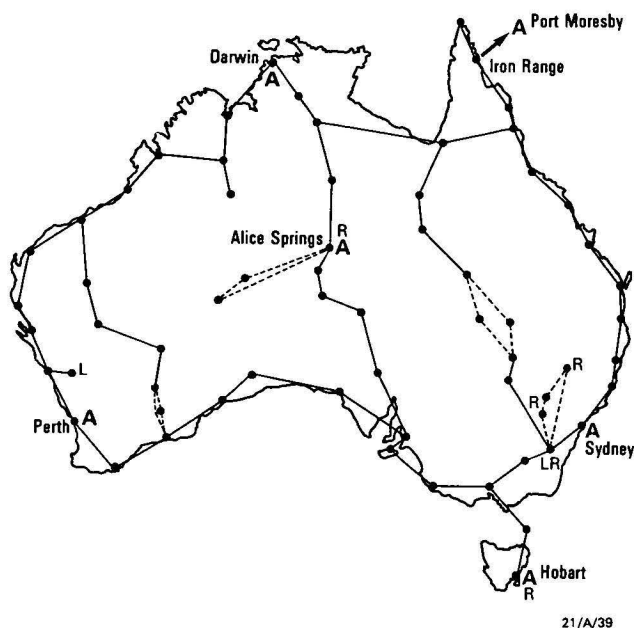 A Port Moresby
Darwin
A
Iron Range
R
Alice Springs A
L
R
R
Perth A
A
Sydney
LR
A Hobart
R
21/A/39